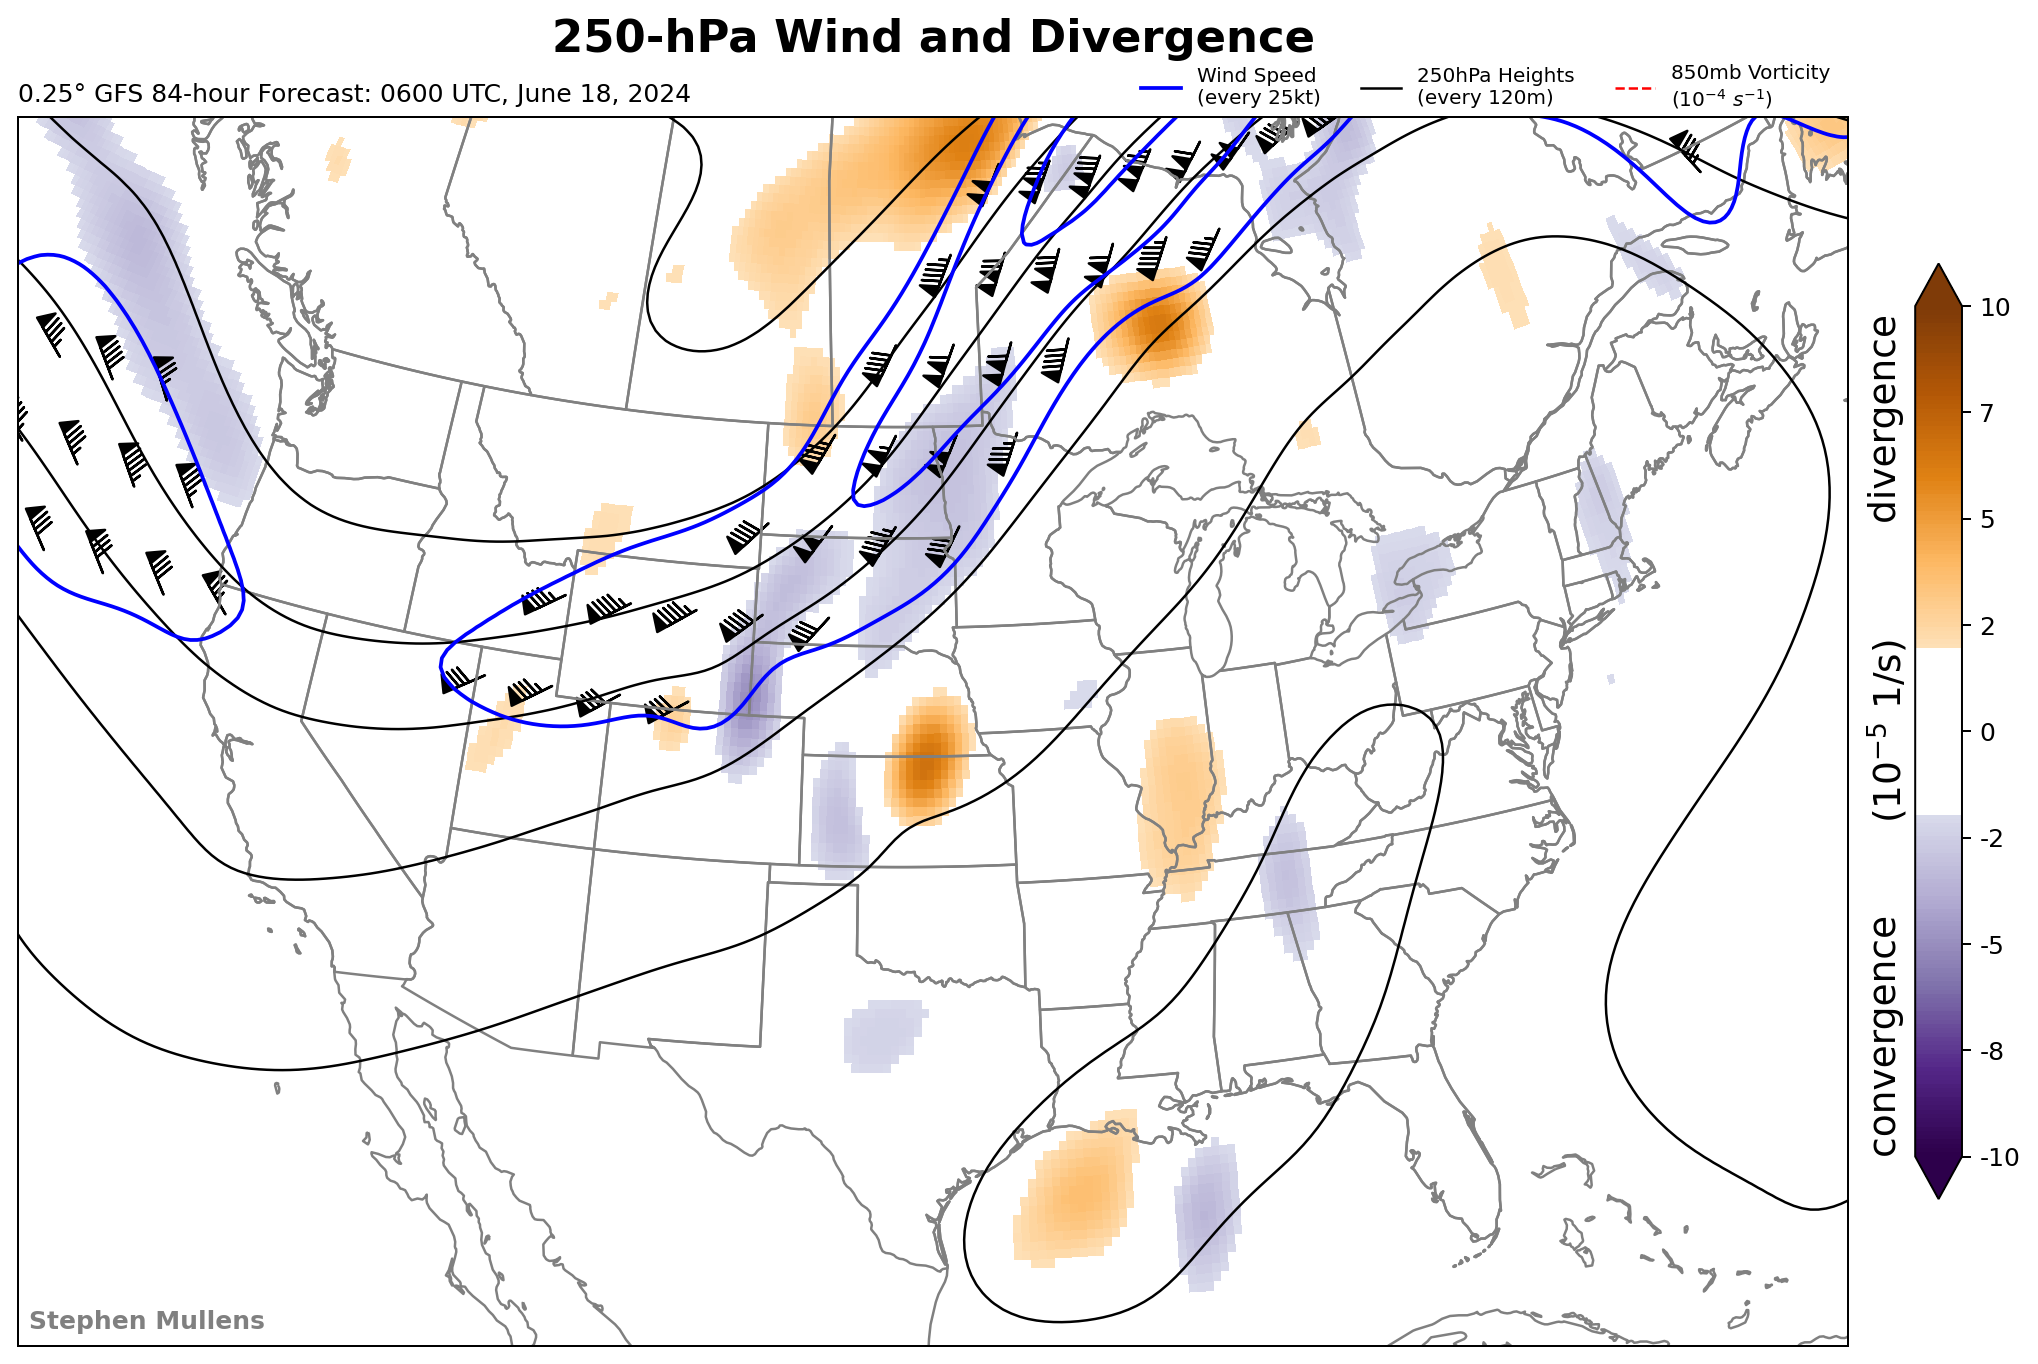 250-hPa Wind and Divergence
0.25° GFS 84-hour Forecast: 0600 UTC, June 18, 2024
Wind Speed
(every 25kt)
250hPa Heights
(every 120m)
850mb Vorticity
(10⁻⁴ s⁻¹)
10
7
5
2
0
-2
-5
-8
-10
convergence (10⁻⁵ 1/s) divergence
Stephen Mullens